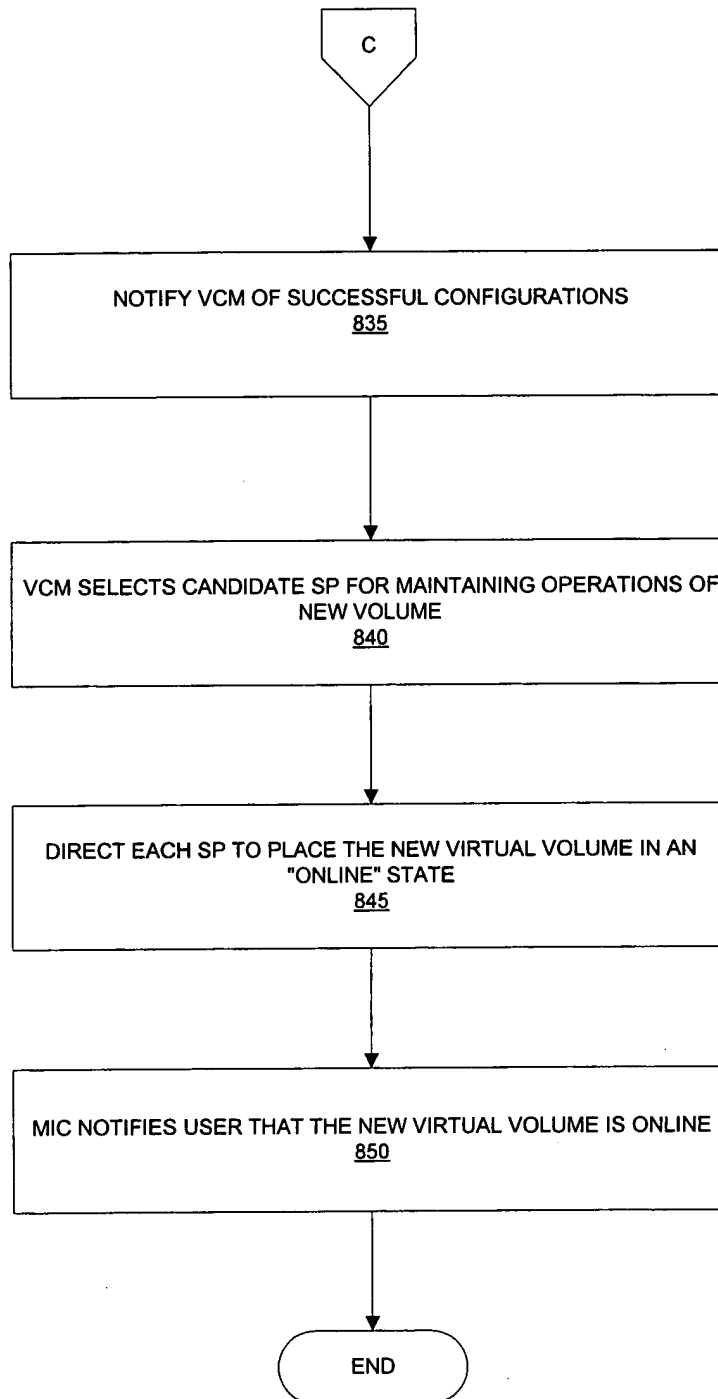 C
NOTIFY VCM OF SUCCESSFUL CONFIGURATIONS
835
VCM SELECTS CANDIDATE SP FOR MAINTAINING OPERATIONS OF
NEW VOLUME
840
DIRECT EACH SP TO PLACE THE NEW VIRTUAL VOLUME IN AN
"ONLINE" STATE
845
MIC NOTIFIES USER THAT THE NEW VIRTUAL VOLUME IS ONLINE
850
END